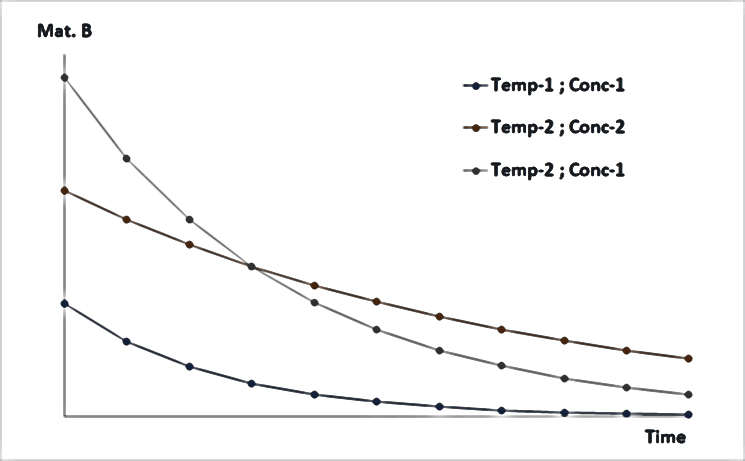 Mat. B
Temp-1 ; Conc-1
Temp-2 ; Conc-2
Temp-2 ; Conc-1
Time